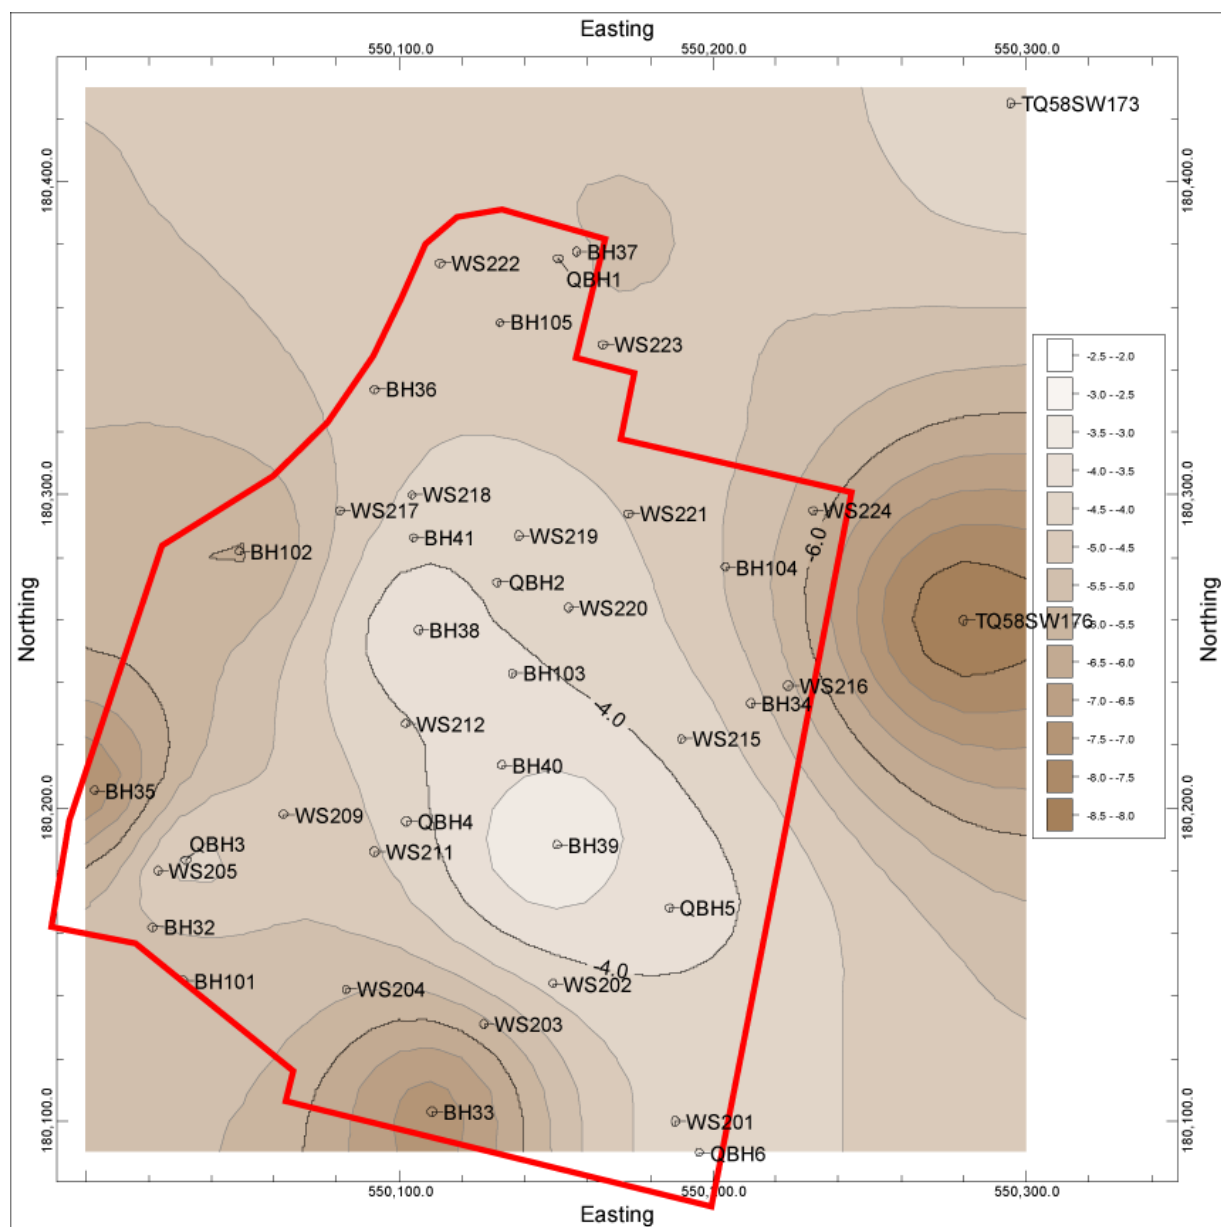 Easting
550,100.0 550,200.0 550,300.0
TQ58SW173
180,400.0 180,400.0
BH37
WS222
QBH1
BH105
WS223
-2.5 - -2.0
-3.0 - -2.5
BH36
-3.5 - -3.0
-4.0 - -3.5
WS218
180,300.0 180,300.0
WS217 WS221 WS224
-4.5 - -4.0
BH41 WS219
-6.0
-5.0 - -4.5
BH102
BH104
QBH2
-5.5 - -5.0
WS220
TQ58SW176
-6.0 - -5.5
BH38
Northing Northing
-6.5 - -6.0
BH103
WS216
-7.0 - -6.5
BH34
-4.0
WS212
WS215
-7.5 - -7.0
BH40
-8.0 - -7.5
BH35
180,200.0 180,200.0
WS209 QBH4
-8.5 - -8.0
QBH3
WS211 BH39
WS205
QBH5
BH32
-4.0
BH101 WS202
WS204
WS203
BH33
WS201
180,100.0 180,100.0
QBH6
550,100.0 550,100.0 550,300.0
Easting